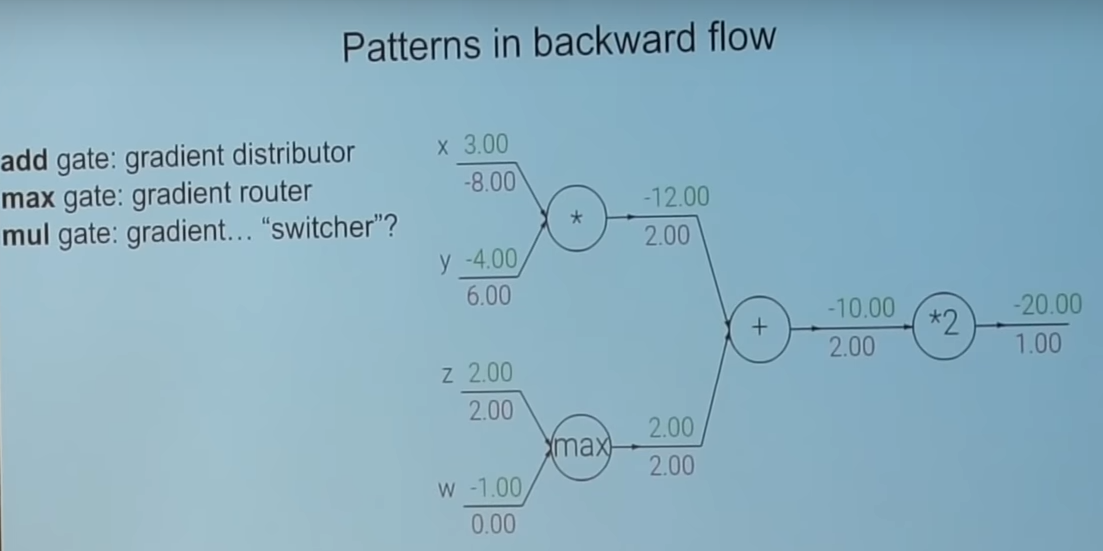 Patterns in backward flow
add gate: gradient distributor
max gate: gradient router
mul gate: gradient... “switcher”?
x 3.00
-8.00
y -4.00
6.00
*
-12.00
2.00
z 2.00
2.00
w -1.00
0.00
max
2.00
2.00
+
-10.00
2.00
*2
-20.00
1.00